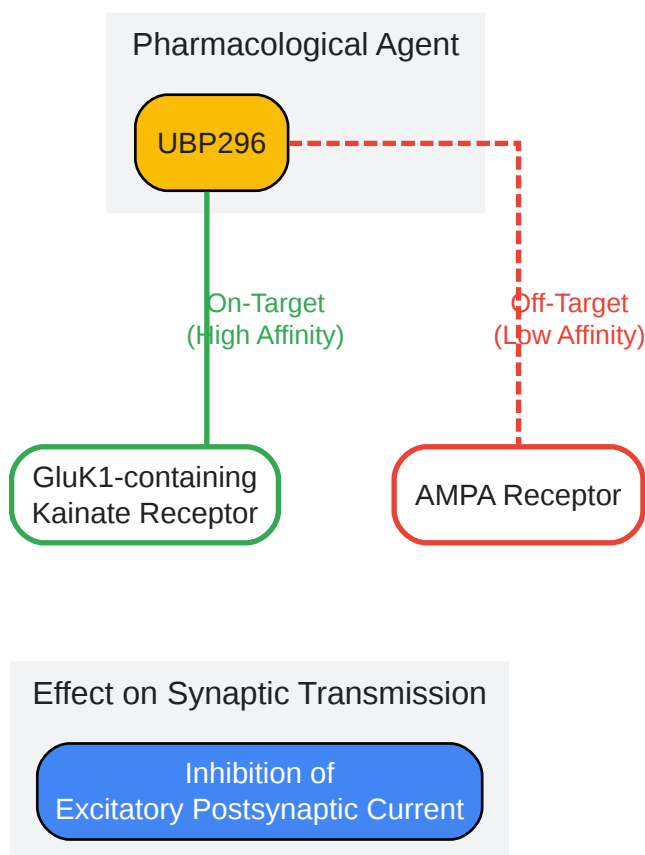 Pharmacological Agent
UBP296
On-Target
(High Affinity)
Off-Target
(Low Affinity)
GluK1-containing
Kainate Receptor
AMPA Receptor
Effect on Synaptic Transmission
Inhibition of
Excitatory Postsynaptic Current